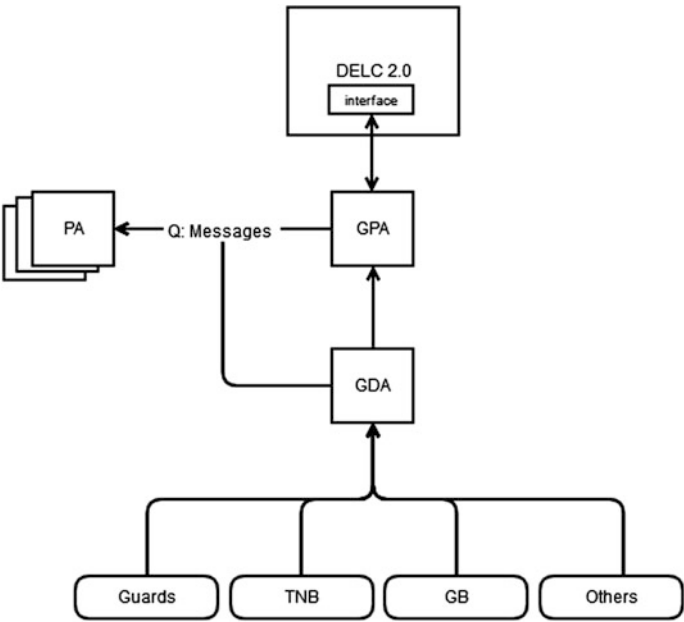 DELC 2.0
interface
PA
Q: Messages
GPA
GDA
Guards
TNB
GB
Others